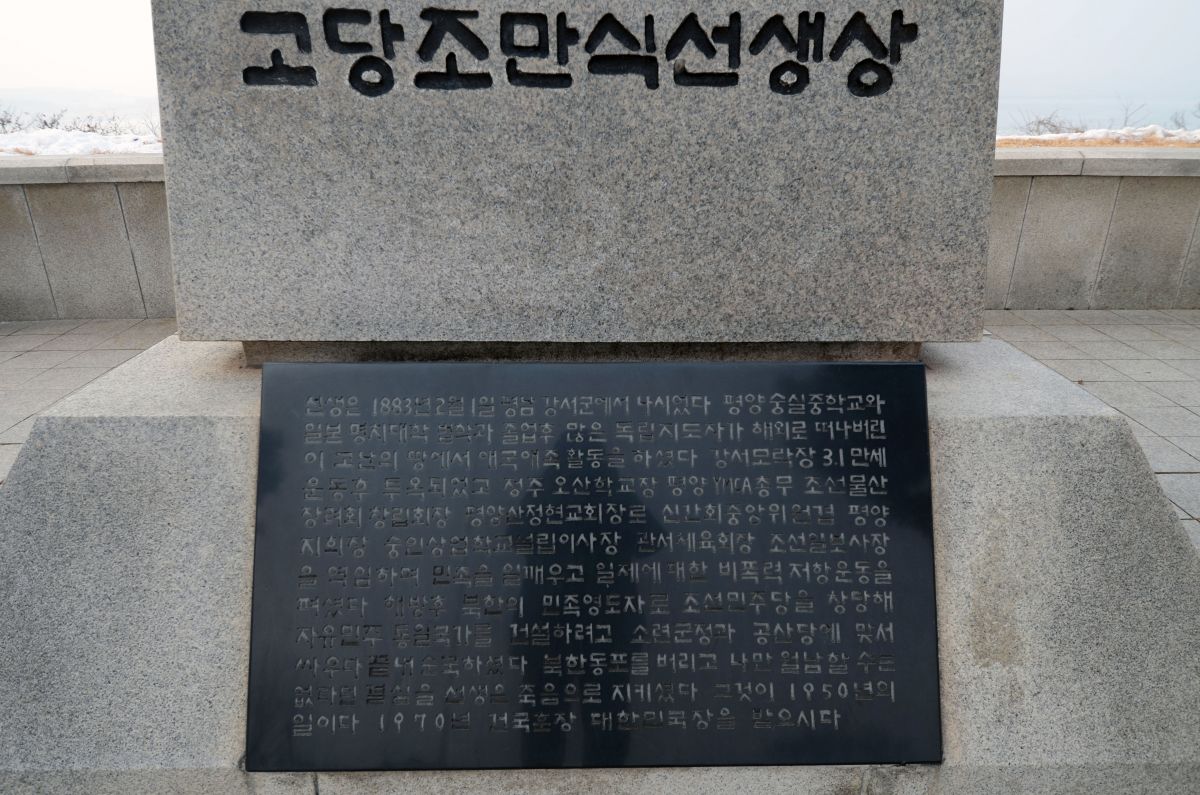 고당조만식선생상
선생은 1883년 2월 1일 평남 강서군에서 나시었다 평양숭실중학교와
일본 명치대학 법학과 졸업후 많은 독립지도자가 해외로 떠나버린
이 고난의 땅에서 애국애족활동을 하셨다 강서모락장 3.1 만세
운동후 투옥되었고 정주 오산학교장 평양 YMCA총무 조선물산
장려회 창립회장 평양산정현교회장로 신간회중앙위원겸 평양
지회장 숭인상업학교설립이사장 관서체육회장 조선일보사장
을 역임하며 민족을 일깨우고 일제에 대한 비폭력 저항운동을
펴셨다 해방후 북한의 민족영도자로 조선민주당을 창당해
자유민주 통일국가를 건설하려고 소련군정과 공산당에 맞서
싸우다 끝내 순국하셨다 북한동포를 버리고 나만 월남할 수는
없다던 결심을 선생은 죽음으로 지키셨다 그것이 1950년의
일이다 1970년 건국훈장 대한민국장을 받으시다